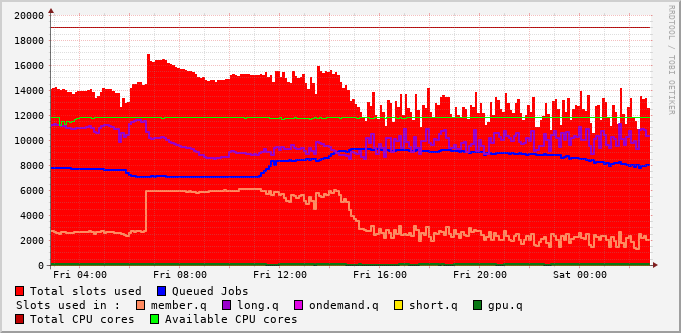 20000
18000
16000
14000
12000
10000
8000
6000
4000
2000
0
Fri 04:00 Fri 08:00 Fri 12:00 Fri 16:00 Fri 20:00 Sat 00:00
Total slots used Queued Jobs
Slots used in : member.q long.q ondemand.q short.q gpu.q
Total CPU cores Available CPU cores
RRDTOOL / TOBI OETIKER